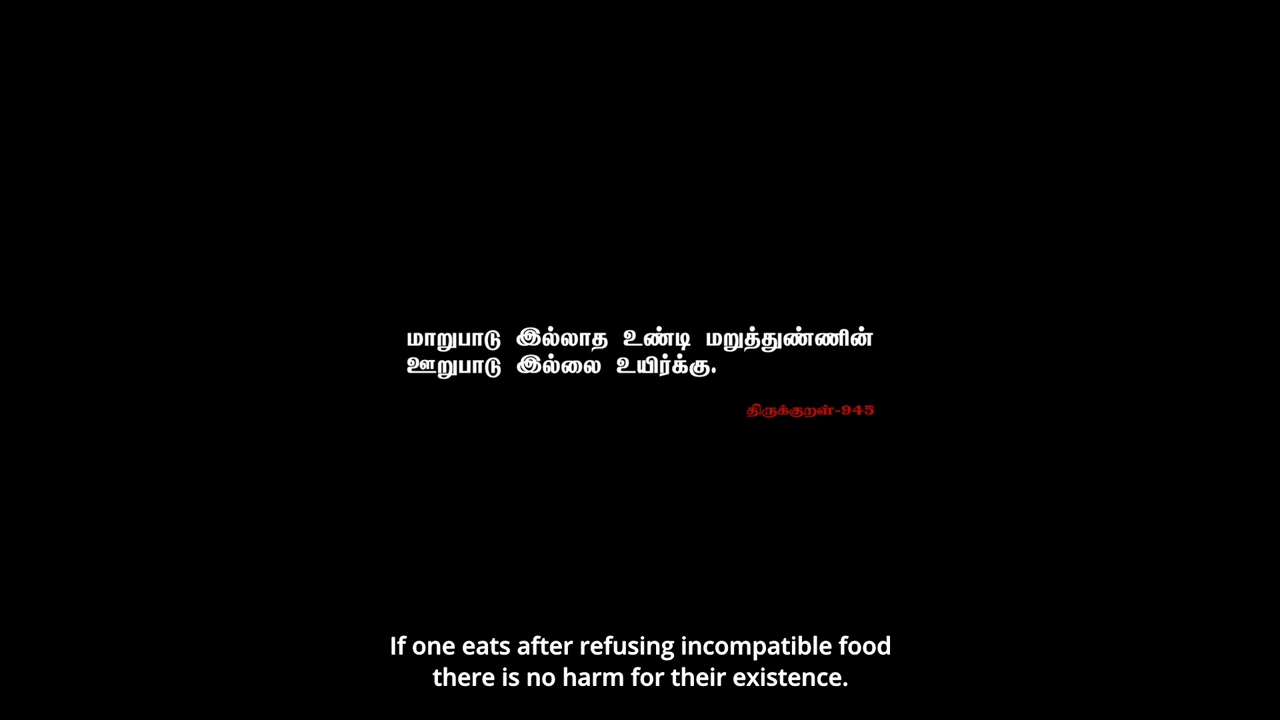 மாறுபாடு இல்லாத உண்டி மறுத்துண்ணின்
ஊறுபாடு இல்லை உயிர்க்கு.
திருக்குறள்-945
If one eats after refusing incompatible food
there is no harm for their existence.